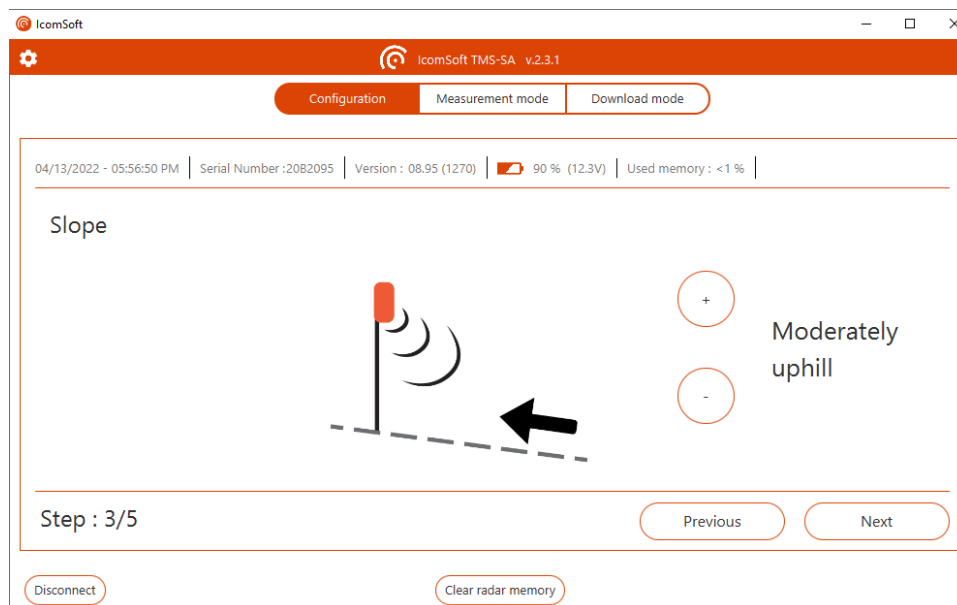 IcomSoft
IcomSoft TMS-SA v.2.3.1
Configuration Measurement mode Download mode
04/13/2022 - 05:56:50 PM Serial Number :20B2095 Version : 08.95 (1270) 90 % (12.3V) Used memory : <1 %
Slope
+
Moderately
uphill
-
Step : 3/5
Previous Next
Disconnect Clear radar memory